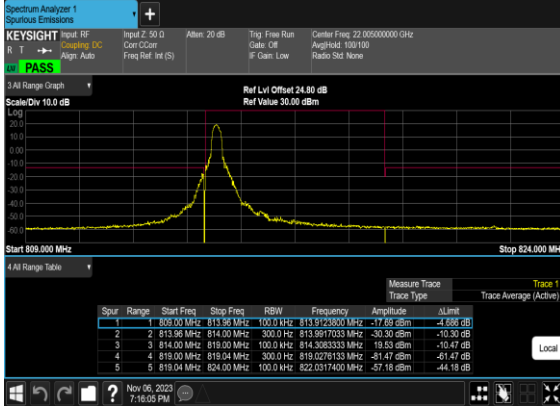 Spectrum Analyzer 1
Spurious Emissions
+
KEYSIGHT Input: RF Input Z: 50 Ω Atten: 20 dB Trig: Free Run Center Freq: 22.005000000 GHz
R T Coupling: DC Corr CCorr Gate: Off Avg|Hold: 100/100
Align: Auto Freq Ref: Int (S) IF Gain: Low Radio Std: None
PASS
3.All Range Graph
Ref Lvl Offset 24.80 dB
Scale/Div 10.0 dB Ref Value 30.00 dBm
Log
20.0
10.0
0.00
-10.0
-20.0
-30.0
-40.0
-50.0
-60.0
Start 809.000 MHz Stop 824.000 MH
4.All Range Table
Measure Trace Trace 1
Trace Type Trace Average (Active)
Spur Range Start Freq Stop Freq RBW Frequency Amplitude ΔLimit
1 1 809.00 MHz 813.96 MHz 100.0 kHz 813.9123800 MHz -17.69 dBm -4.686 dB
2 2 813.96 MHz 814.00 MHz 300.0 Hz 813.9917033 MHz -30.30 dBm -10.30 dB
3 3 814.00 MHz 819.00 MHz 100.0 kHz 814.3083333 MHz 19.53 dBm -10.47 dB
4 4 819.00 MHz 819.04 MHz 300.0 Hz 819.0276133 MHz -81.47 dBm -61.47 dB
5 5 819.04 MHz 824.00 MHz 100.0 kHz 822.0317400 MHz -57.18 dBm -44.18 dB
Local
?
Nov 06, 2023
7:16:05 PM